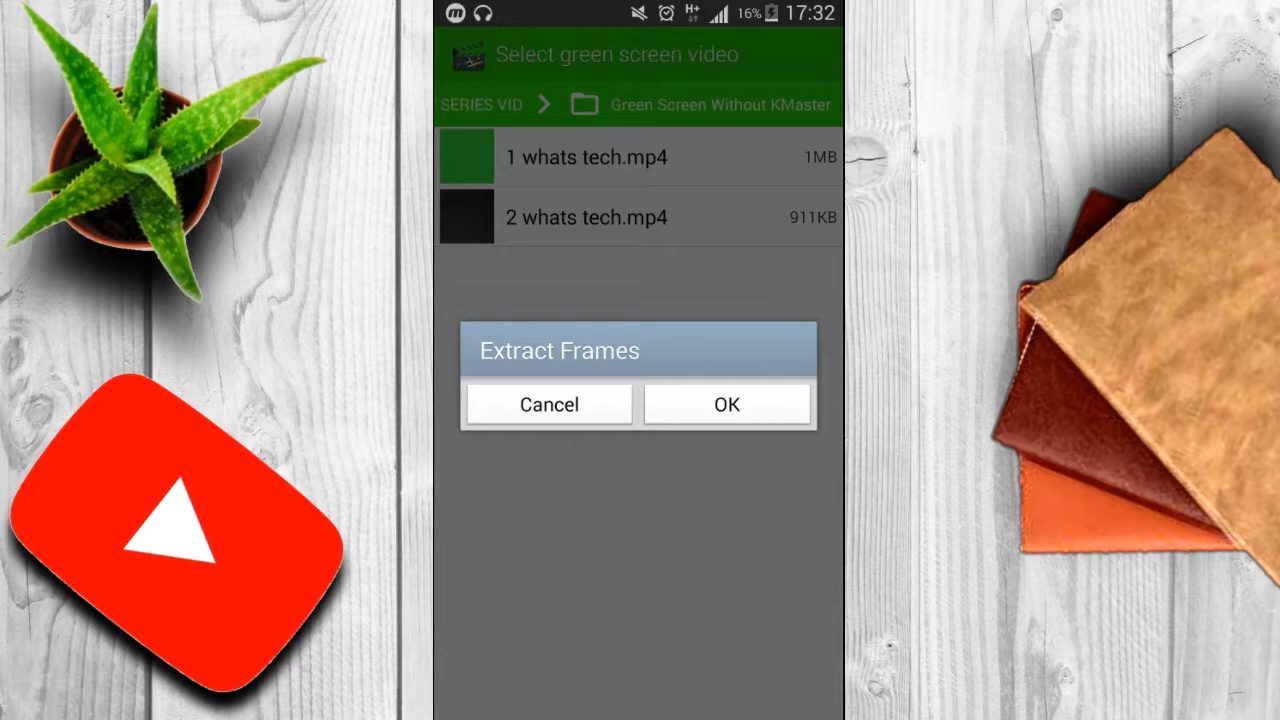 16% 17:32
Select green screen video
SERIES VID Green Screen Without KMaster
1 whats tech.mp4 1MB
2 whats tech.mp4 911KB
Extract Frames
Cancel OK